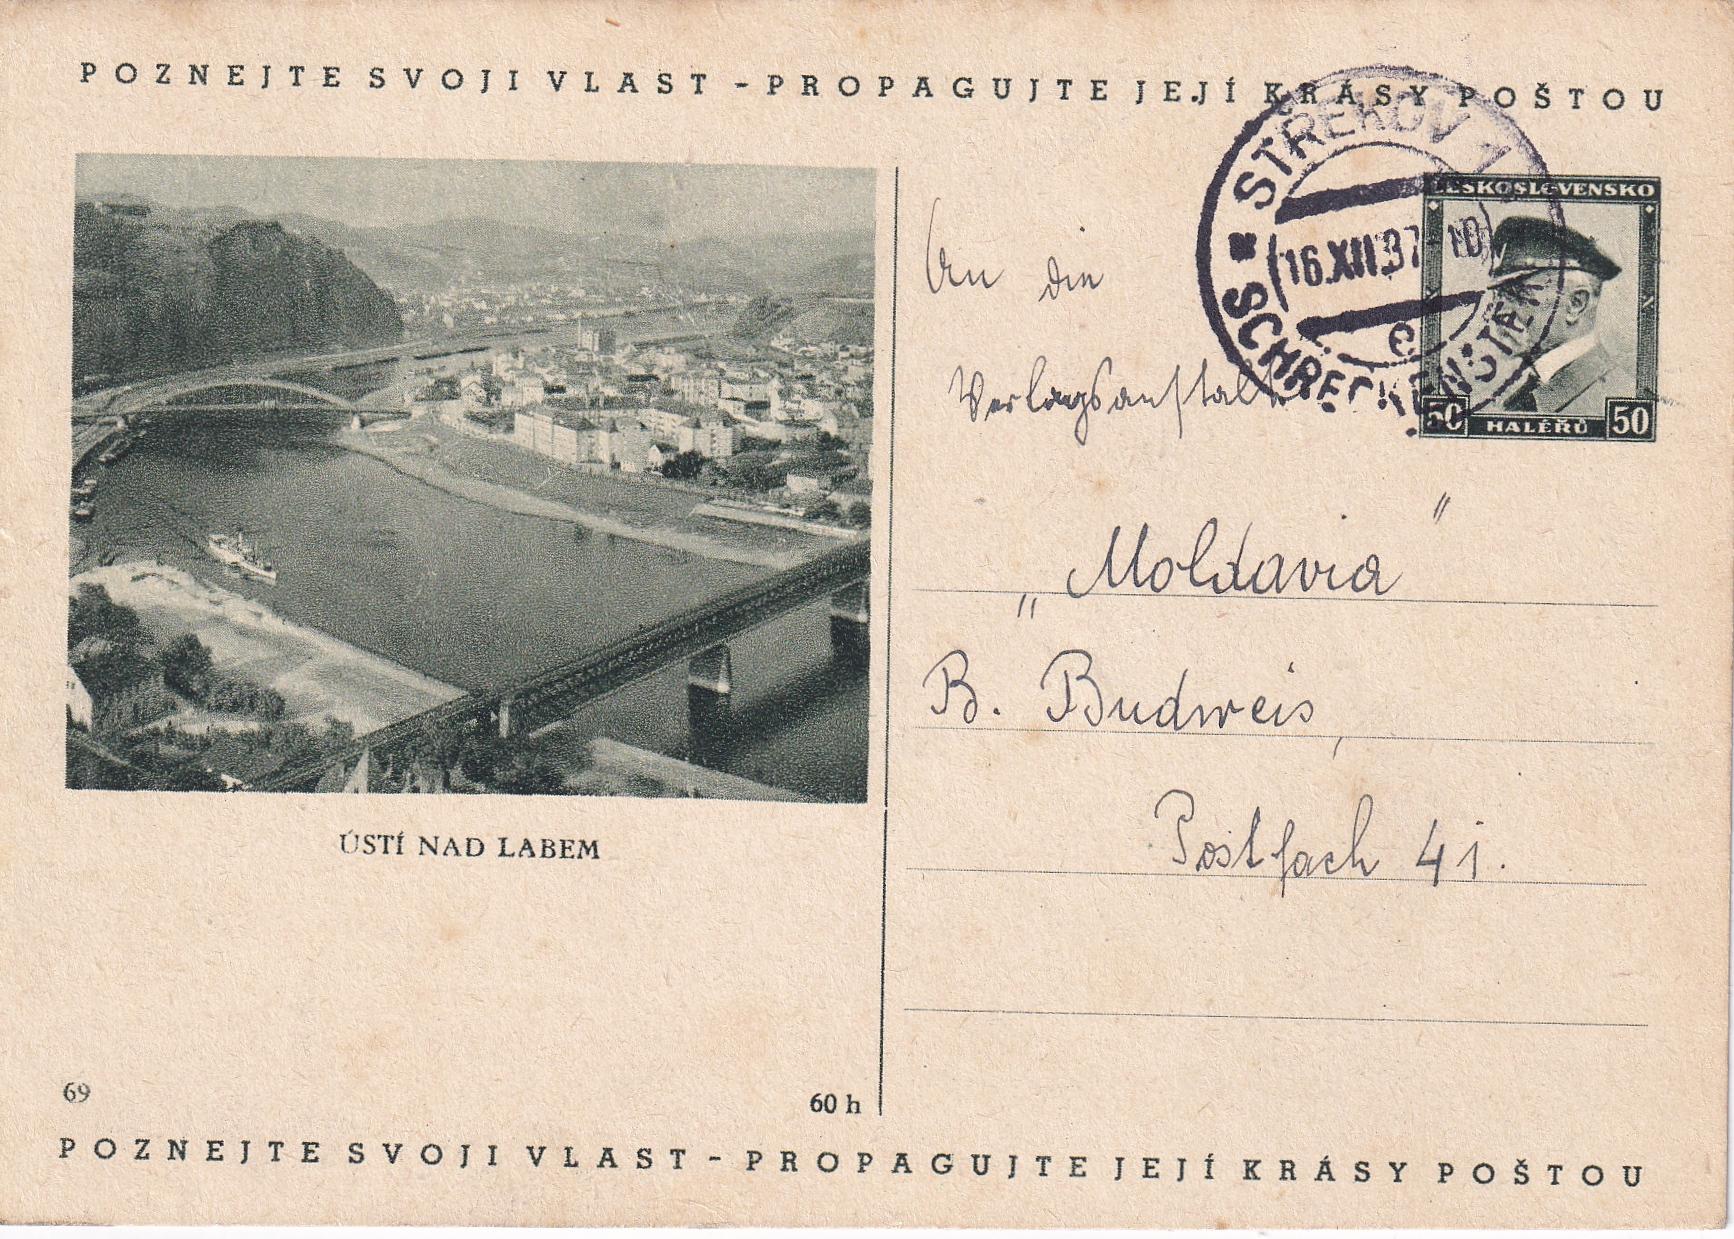 POZNEJTE SVOJI VLAST - PROPAGUJTE JEJÍ KRÁSY POŠTOU
STŘEKOV 1
16.XII.37 10
e
SCHRECKENSTEIN
ČESKOSLOVENSKO
50 HALÉŘŮ 50
An die
Verlagsanstalt
„Moldavia"
B. Budweis,
Postfach 41.
ÚSTÍ NAD LABEM
69
60 h
POZNEJTE SVOJI VLAST - PROPAGUJTE JEJÍ KRÁSY POŠTOU